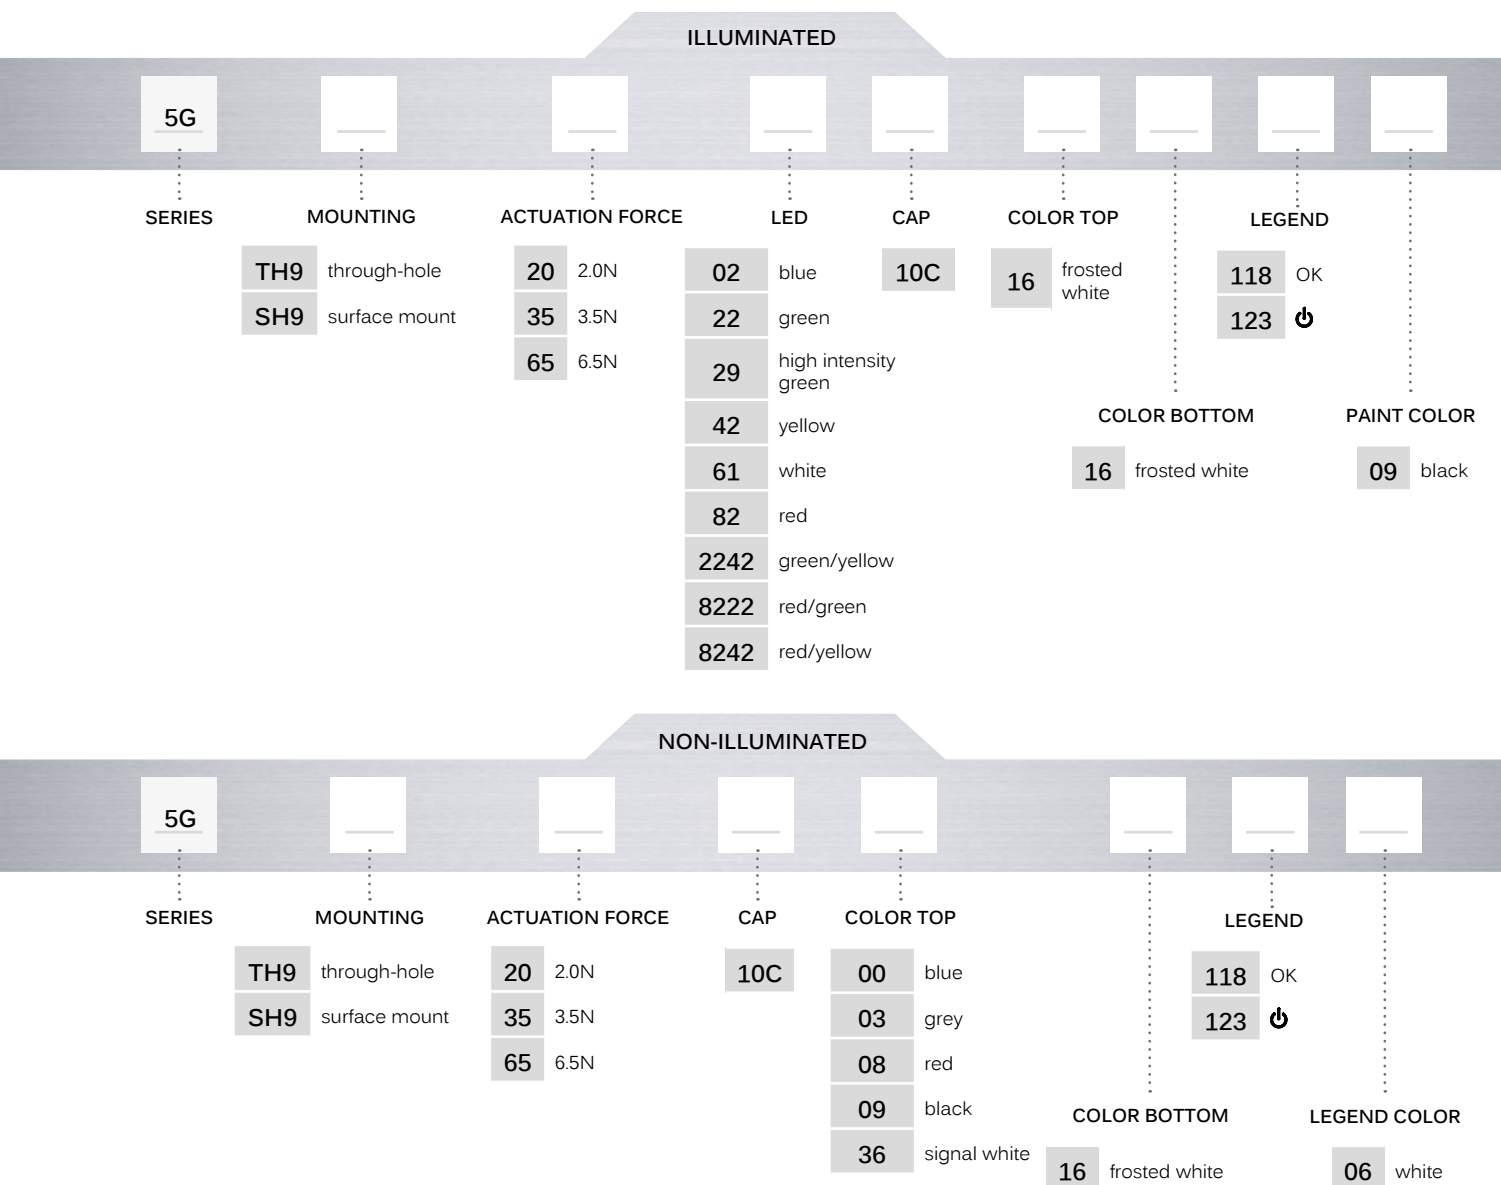 ILLUMINATED
5G
SERIES
MOUNTING
ACTUATION FORCE
LED
CAP
COLOR TOP
LEGEND
TH9 through-hole
SH9 surface mount
20 2.0N
35 3.5N
65 6.5N
02 blue
22 green
29 high intensity
green
42 yellow
61 white
82 red
2242 green/yellow
8222 red/green
8242 red/yellow
10C
16 frosted
white
118 OK
123
COLOR BOTTOM
16 frosted white
PAINT COLOR
09 black
NON-ILLUMINATED
5G
SERIES
MOUNTING
ACTUATION FORCE
CAP
COLOR TOP
LEGEND
TH9 through-hole
SH9 surface mount
20 2.0N
35 3.5N
65 6.5N
10C
00 blue
03 grey
08 red
09 black
36 signal white
118 OK
123
COLOR BOTTOM
16 frosted white
LEGEND COLOR
06 white